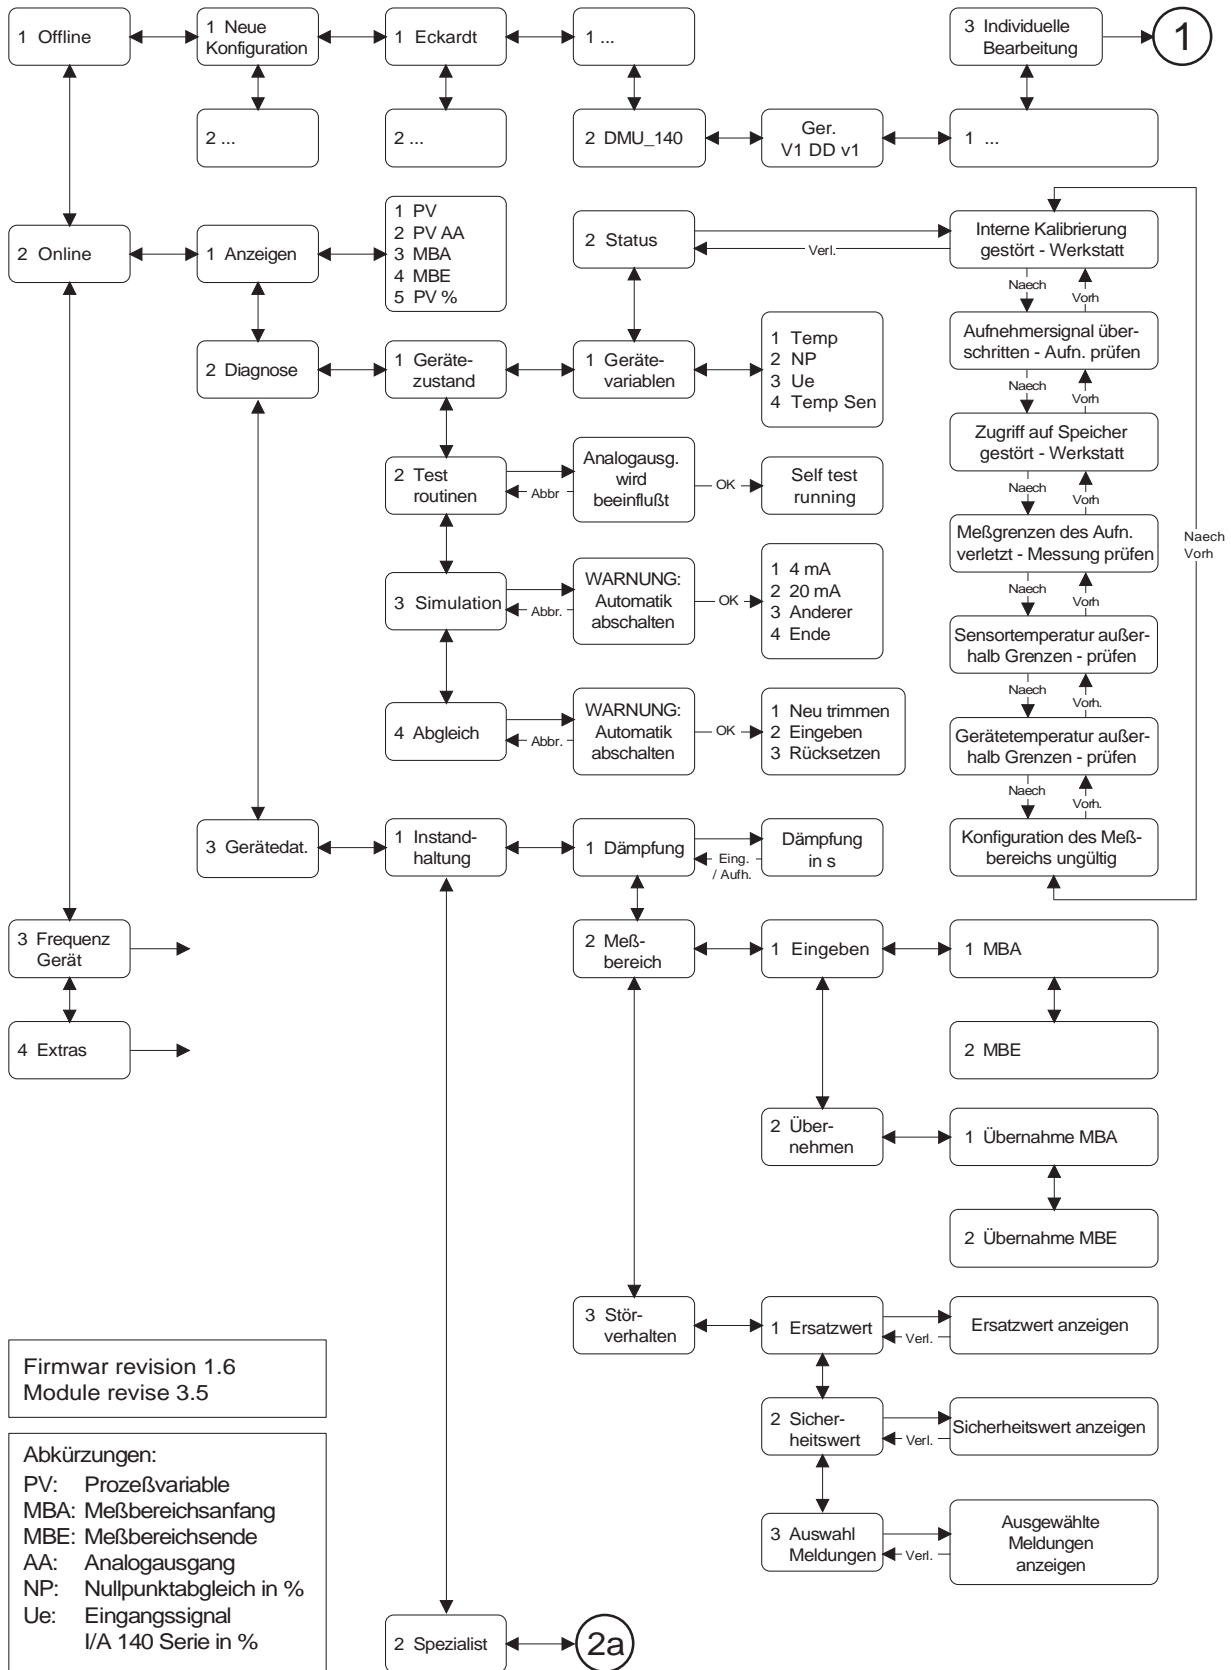 1 Offline
1 Neue
Konfiguration
1 Eckardt
1 ...
3 Individuelle
Bearbeitung
1
2 ...
2 ...
2 DMU_140
Ger.
V1 DD v1
1 ...
2 Online
1 Anzeigen
1 PV
2 PV AA
3 MBA
4 MBE
5 PV %
2 Status
Verl.
Interne Kalibrierung
gestört - Werkstatt
Naech
Vorh
Aufnehmersignal über-
schritten - Aufn. prüfen
Naech
Vorh
Zugriff auf Speicher
gestört - Werkstatt
Naech
Vorh
Meßgrenzen des Aufn.
verletzt - Messung prüfen
Naech
Vorh
Sensortemperatur außer-
halb Grenzen - prüfen
Naech
Vorh.
Gerätetemperatur außer-
halb Grenzen - prüfen
Naech
Vorh.
Konfiguration des Meß-
bereichs ungültig
Naech
Vorh
2 Diagnose
1 Geräte-
zustand
1 Geräte-
variablen
1 Temp
2 NP
3 Ue
4 Temp Sen
2 Test
routinen
Abbr
Analogausg.
wird
beeinflußt
OK
Self test
running
3 Simulation
Abbr.
WARNUNG:
Automatik
abschalten
OK
1 4 mA
2 20 mA
3 Anderer
4 Ende
4 Abgleich
Abbr.
WARNUNG:
Automatik
abschalten
OK
1 Neu trimmen
2 Eingeben
3 Rücksetzen
3 Gerätedat.
1 Instand-
haltung
1 Dämpfung
Eing.
/ Aufh.
Dämpfung
in s
3 Frequenz
Gerät
2 Meß-
bereich
1 Eingeben
1 MBA
4 Extras
2 MBE
2 Über-
nehmen
1 Übernahme MBA
2 Übernahme MBE
3 Stör-
verhalten
1 Ersatzwert
Verl.
Ersatzwert anzeigen
2 Sicher-
heitswert
Verl.
Sicherheitswert anzeigen
3 Auswahl
Meldungen
Verl.
Ausgewählte
Meldungen
anzeigen
2 Spezialist
2a
Firmwar revision 1.6
Module revise 3.5
Abkürzungen:
PV: Prozeßvariable
MBA: Meßbereichsanfang
MBE: Meßbereichsende
AA: Analogausgang
NP: Nullpunktabgleich in %
Ue: Eingangssignal
I/A 140 Serie in %